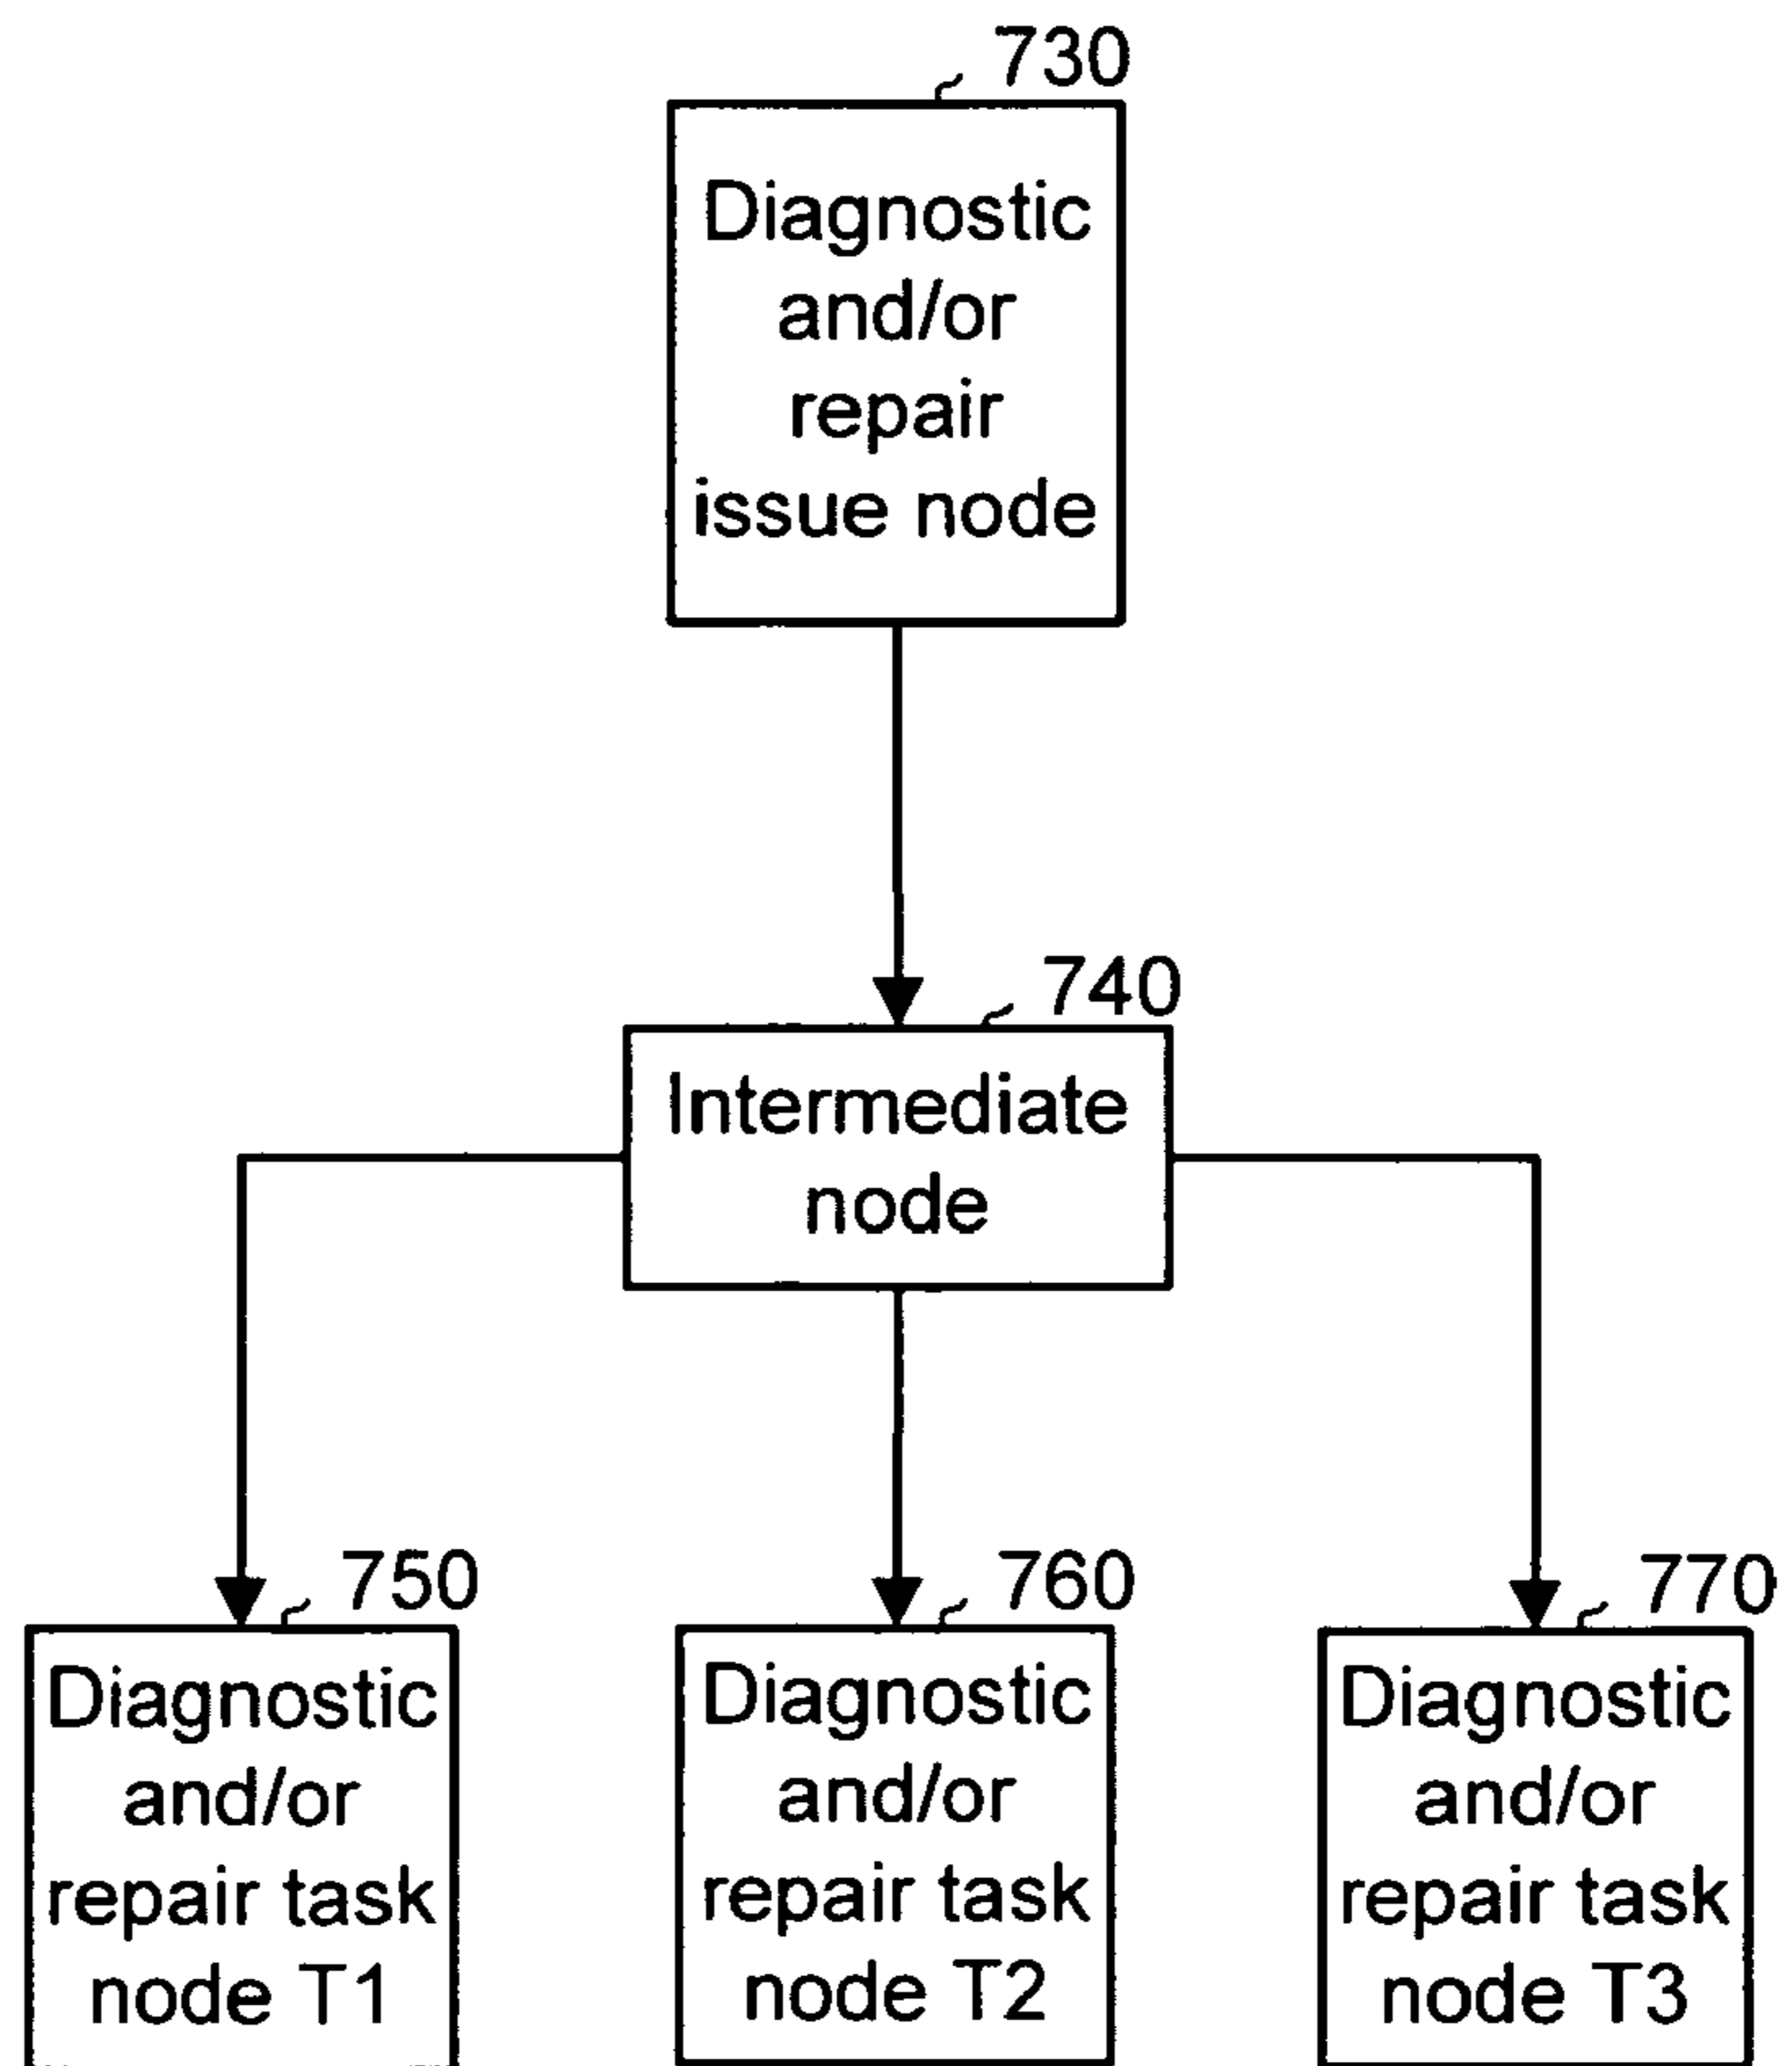 730
Diagnostic
and/or
repair
issue node
740
Intermediate
node
750
Diagnostic
and/or
repair task
node T1
760
Diagnostic
and/or
repair task
node T2
770
Diagnostic
and/or
repair task
node T3